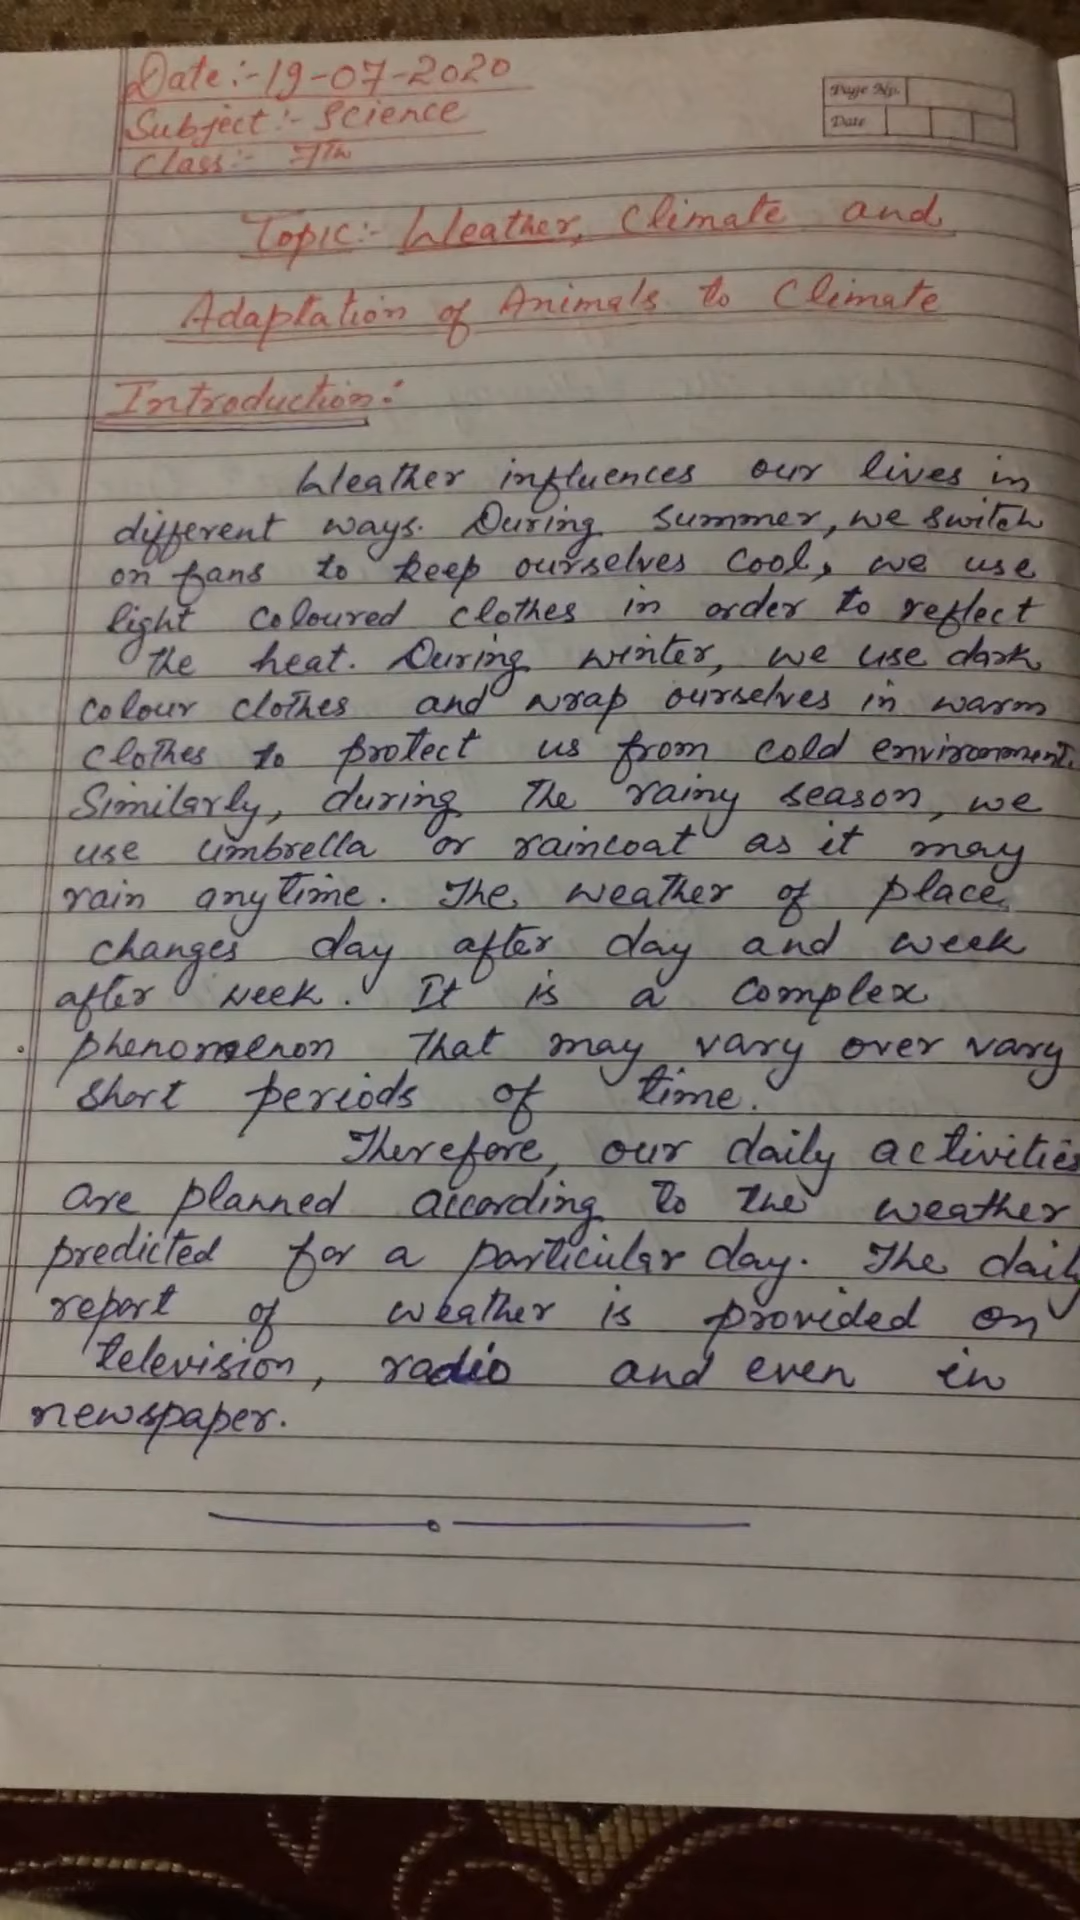 Date:-19-07-2020
Subject:- Science
Class:- 7th
Page No.
Date
Topic:- Weather, Climate and
Adaptation of Animals to Climate
Introduction:
Weather influences our lives in
different ways. During summer, we switch
on fans to keep ourselves cool, we use
light coloured clothes in order to reflect
the heat. During winter, we use dark
colour clothes and wrap ourselves in warm
clothes to protect us from cold environment.
Similarly, during the rainy season, we
use umbrella or raincoat as it may
rain anytime. The weather of place
changes day after day and week
after week. It is a complex
phenomenon that may vary over vary
short periods of time.
Therefore, our daily activities
are planned according to the weather
predicted for a particular day. The daily
report of weather is provided on
television, radio and even in
newspaper.